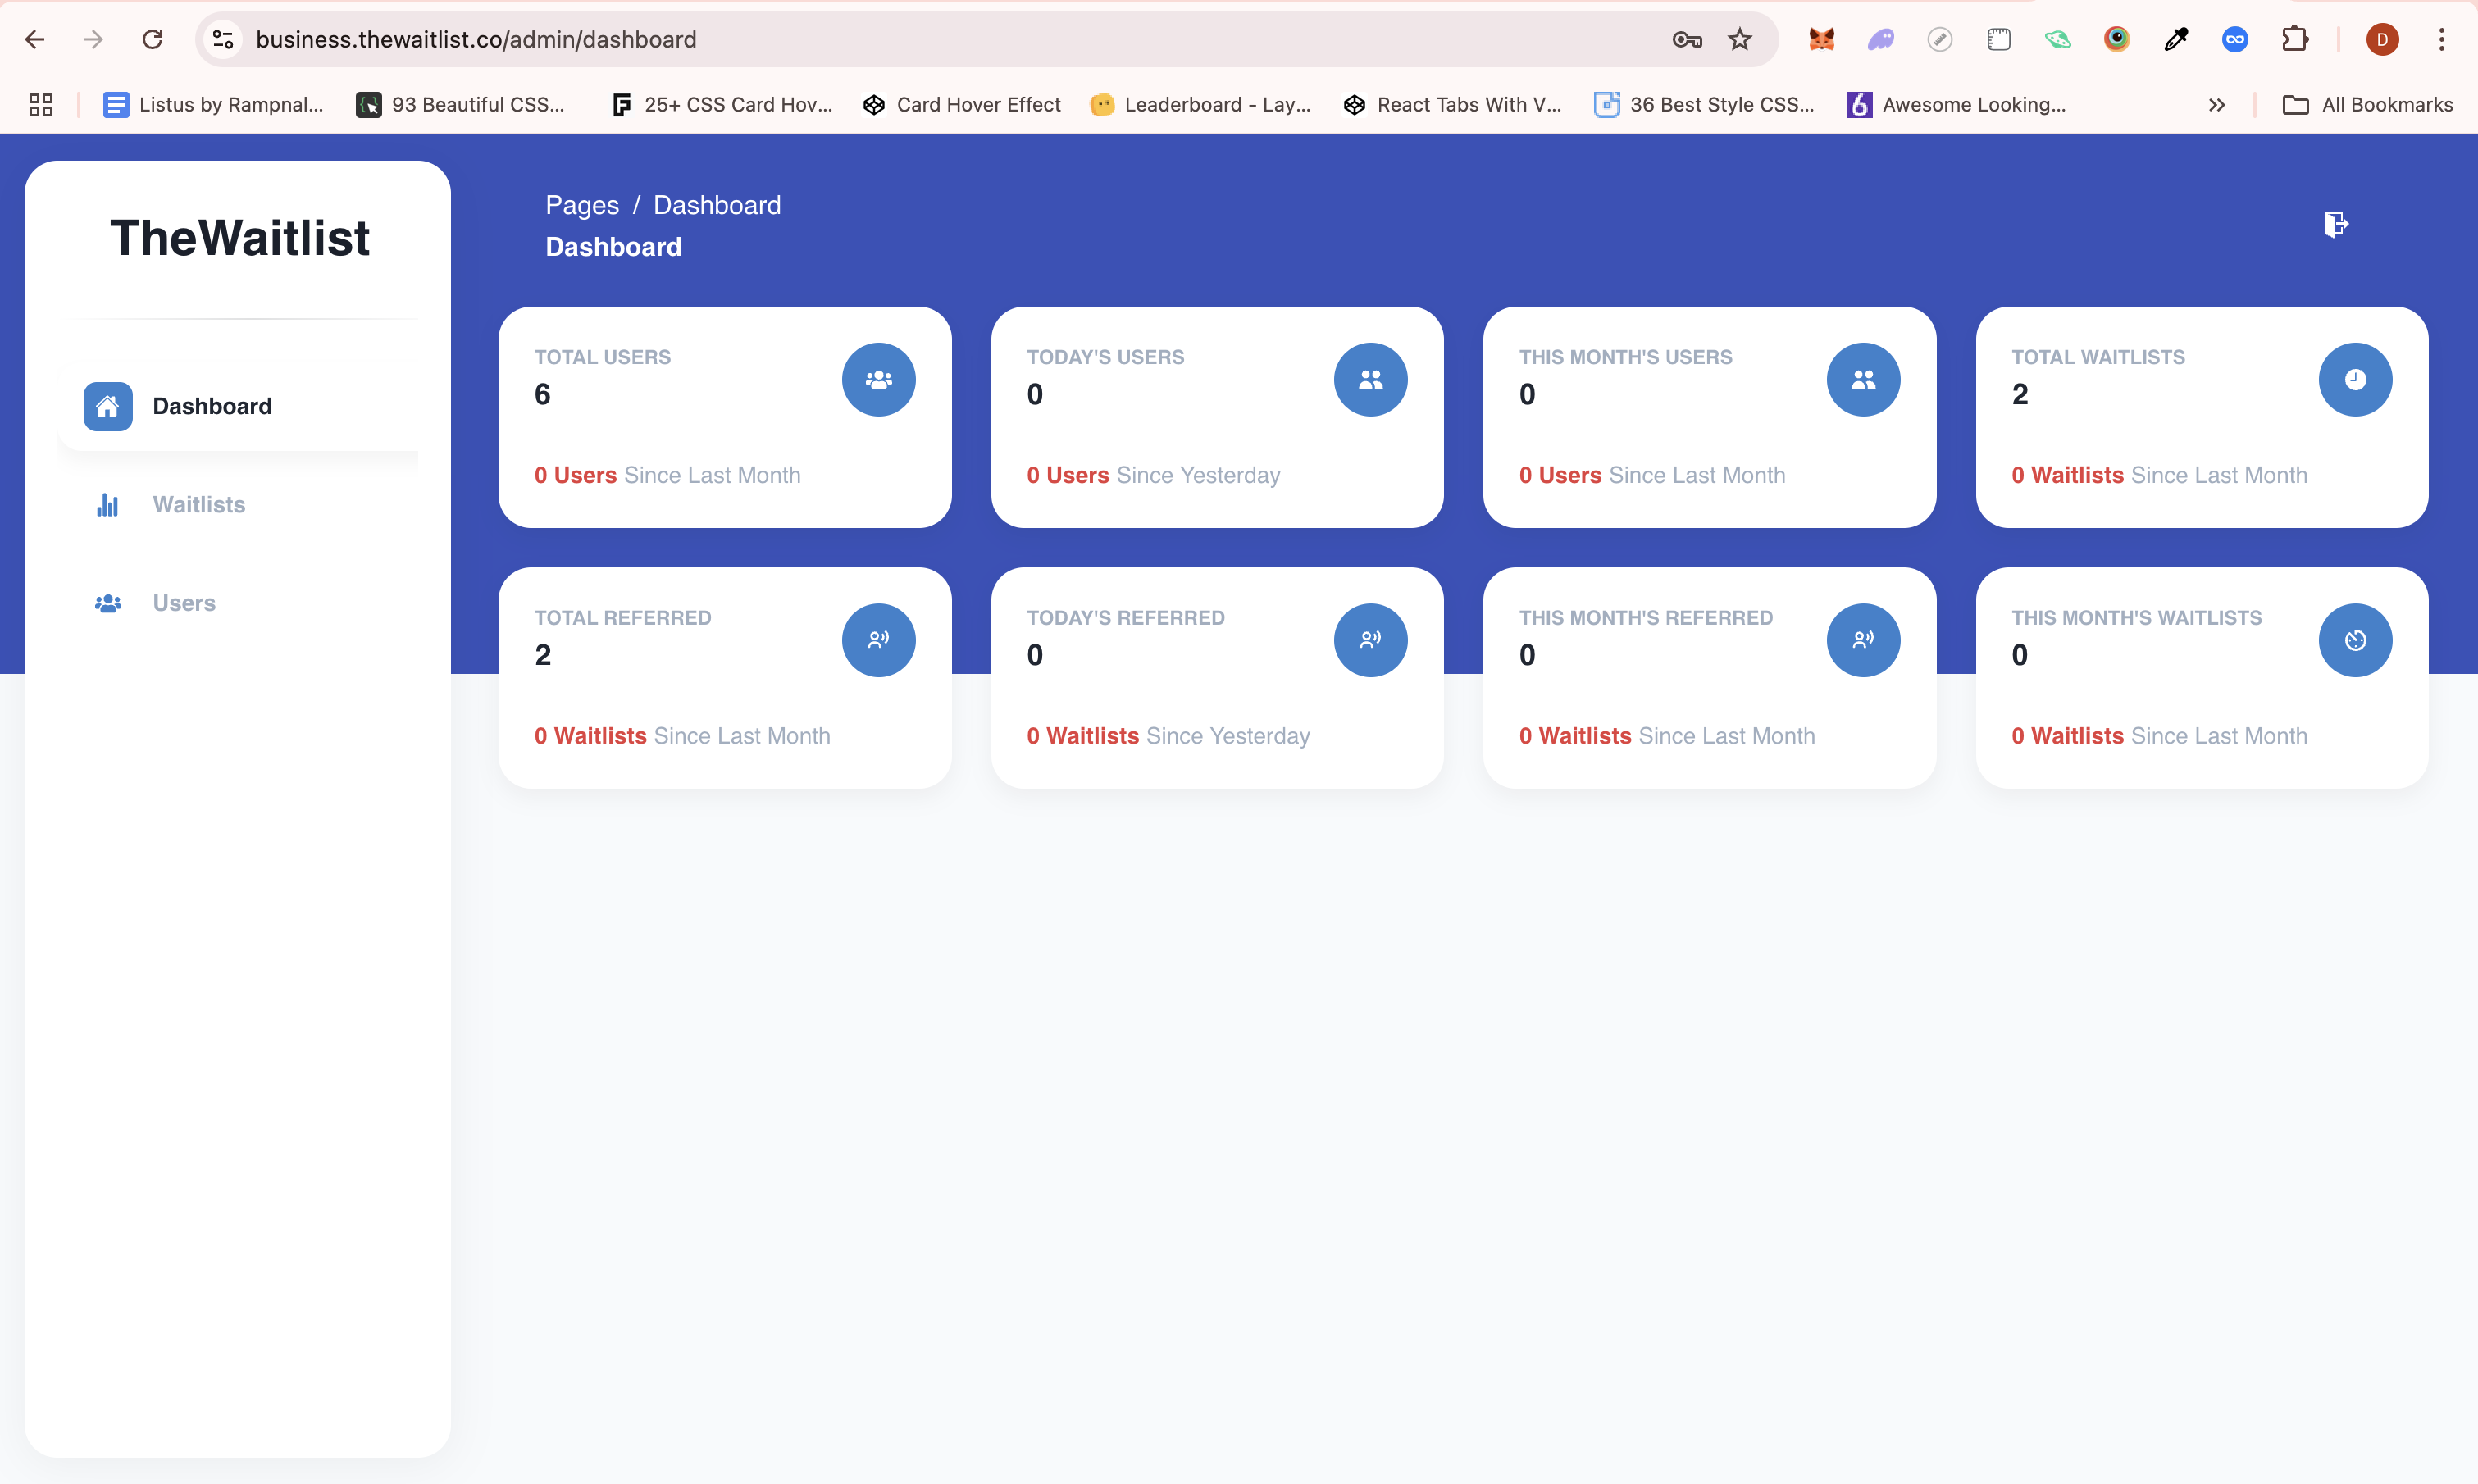 business.thewaitlist.co/admin/dashboard
D
Listus by Rampnal...
93 Beautiful CSS...
25+ CSS Card Hov...
Card Hover Effect
Leaderboard - Lay...
React Tabs With V...
36 Best Style CSS...
6
Awesome Looking...
All Bookmarks
TheWaitlist
Dashboard
Waitlists
Users
Pages / Dashboard
Dashboard
TOTAL USERS
6
0 Users Since Last Month
TODAY'S USERS
0
0 Users Since Yesterday
THIS MONTH'S USERS
0
0 Users Since Last Month
TOTAL WAITLISTS
2
0 Waitlists Since Last Month
TOTAL REFERRED
2
0 Waitlists Since Last Month
TODAY'S REFERRED
0
0 Waitlists Since Yesterday
THIS MONTH'S REFERRED
0
0 Waitlists Since Last Month
THIS MONTH'S WAITLISTS
0
0 Waitlists Since Last Month